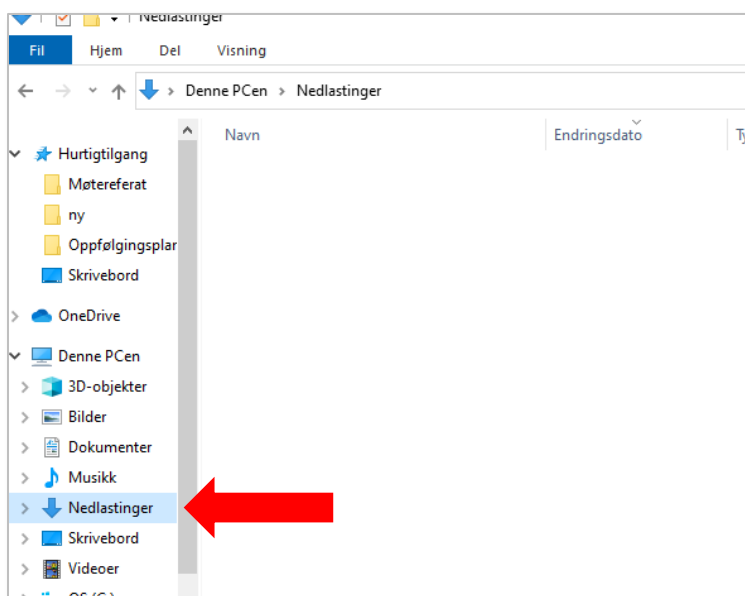 Nedlastinger
Fil Hjem Del Visning
Denne PCen Nedlastinger
Navn Endringsdato
Hurtigtilgang
Møtereferat
ny
Oppfølgingsplar
Skrivebord
OneDrive
Denne PCen
3D-objekter
Bilder
Dokumenter
Musikk
Nedlastinger
Skrivebord
Videoer
OS (C:)